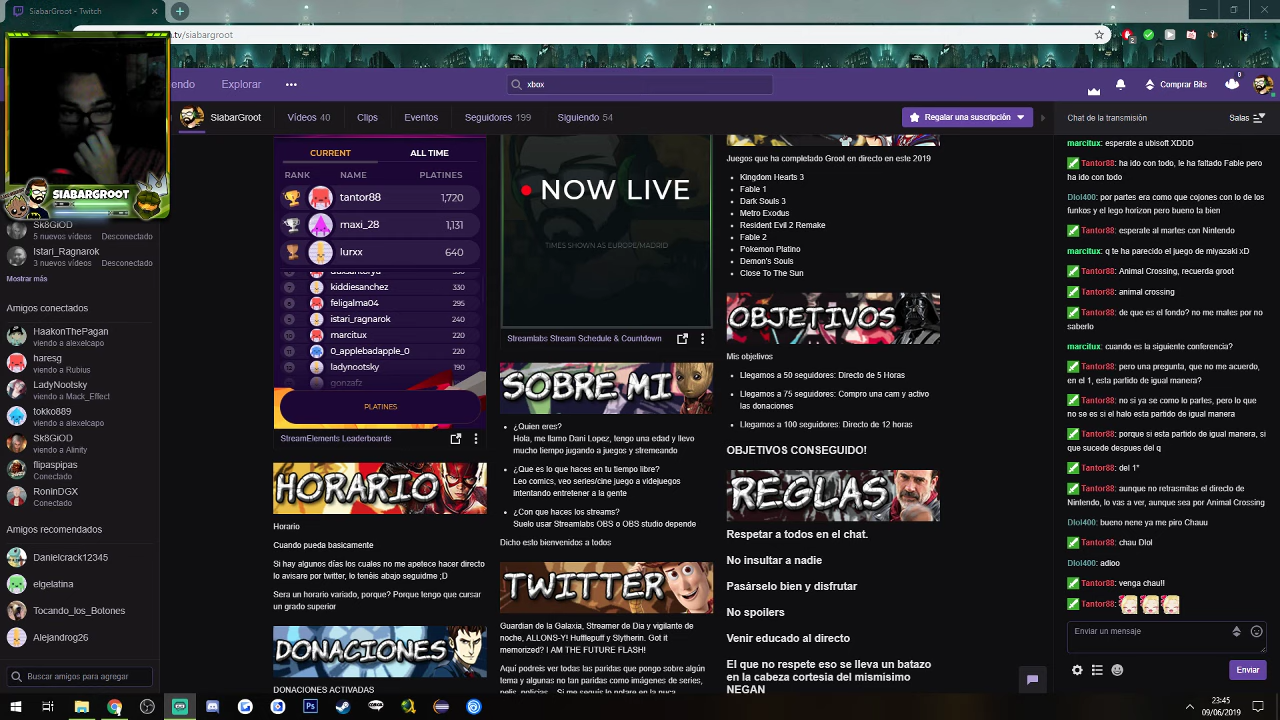 SiabarGroot - Twitch
.tv/siabargroot
endo
Explorar
xbox
0
Comprar Bits
SIABARGROOT
SiabarGroot
Vídeos 40
Clips
Eventos
Seguidores 199
Siguiendo 54
Regalar una suscripción
Chat de la transmisión
Salas
Sk8GiOD
5 nuevos vídeos Desconectado
Istari_Ragnarok
3 nuevos vídeos Desconectado
Mostrar más
Amigos conectados
HaakonThePagan
viendo a alexelcapo
haresg
viendo a Rubius
LadyNootsky
viendo a Mack_Effect
tokko889
viendo a alexelcapo
Sk8GiOD
viendo a Alinity
flipaspipas
Conectado
RoninDGX
Conectado
Amigos recomendados
Danielcrack12345
elgelatina
Tocando_los_Botones
Alejandrog26
Buscar amigos para agregar
CURRENT
ALL TIME
RANK NAME PLATINES
tantor88 1,720
maxi_28 1,131
lurxx 640
kiddiesanchez 330
feligalma04 295
istari_ragnarok 240
10 marcitux 220
11 0_applebadapple_0 220
12 ladynootsky 190
gonzafz
PLATINES
StreamElements Leaderboards
HORARIO
Horario
Cuando pueda basicamente
Si hay algunos días los cuales no me apetece hacer directo
lo avisare por twitter, lo tenéis abajo seguidme ;D
Sera un horario variado, porque? Porque tengo que cursar
un grado superior
DONACIONES
DONACIONES ACTIVADAS
NOW LIVE
TIMES SHOWN AS EUROPE/MADRID
Streamlabs Stream Schedule & Countdown
SOBRE MI
¿Quien eres?
Hola, me llamo Dani Lopez, tengo una edad y llevo
mucho tiempo jugando a juegos y stremeando
¿Que es lo que haces en tu tiempo libre?
Leo comics, veo series/cine juego a videjuegos
intentando entretener a la gente
¿Con que haces los streams?
Suelo usar Streamlabs OBS o OBS studio depende
Dicho esto bienvenidos a todos
TWITTER
Guardian de la Galaxia, Streamer de Dia y vigilante de
noche, ALLONS-Y! Hufflepuff y Slytherin. Got it
memorized? I AM THE FUTURE FLASH!
Aquí podreis ver todas las paridas que pongo sobre algún
tema y algunas no tan paridas como imágenes de series,
pelis, noticias... Si me seguís lo notare en la nuca
Juegos que ha completado Groot en directo en este 2019
Kingdom Hearts 3
Fable 1
Dark Souls 3
Metro Exodus
Resident Evil 2 Remake
Fable 2
Pokemon Platino
Demon's Souls
Close To The Sun
OBJETIVOS
Mis objetivos
Llegamos a 50 seguidores: Directo de 5 Horas
Llegamos a 75 seguidores: Compro una cam y activo
las donaciones
Llegamos a 100 seguidores: Directo de 12 horas
OBJETIVOS CONSEGUIDO!
REGLAS
Respetar a todos en el chat.
No insultar a nadie
Pasárselo bien y disfrutar
No spoilers
Venir educado al directo
El que no respete eso se lleva un batazo
en la cabeza cortesía del mismisimo
NEGAN
marcitux: esperate a ubisoft XDDD
Tantor88: ha ido con todo, le ha faltado Fable pero
ha ido con todo
Dlol400: por partes era como que cojones con lo de los
funkos y el lego horizon pero bueno ta bien
Tantor88: esperate al martes con Nintendo
marcitux: q te ha parecido el juego de miyazaki xD
Tantor88: Animal Crossing, recuerda groot
Tantor88: animal crossing
Tantor88: de que es el fondo? no me mates por no
saberlo
marcitux: cuando es la siguiente conferencia?
Tantor88: pero una pregunta, que no me acuerdo,
en el 1, esta partido de igual manera?
Tantor88: no si ya se como lo partes, pero lo que
no se es si el halo esta partido de igual manera
Tantor88: porque si esta partido de igual manera, si
que sucede despues del q
Tantor88: del 1*
Tantor88: aunque no retrasmitas el directo de
Nintendo, lo vas a ver, aunque sea por Animal Crossing
Dlol400: bueno nene ya me piro Chauu
Tantor88: chau Dlol
Dlol400: adioo
Tantor88: venga chau!!
Tantor88:
Enviar un mensaje
Enviar
23:45
09/06/2019